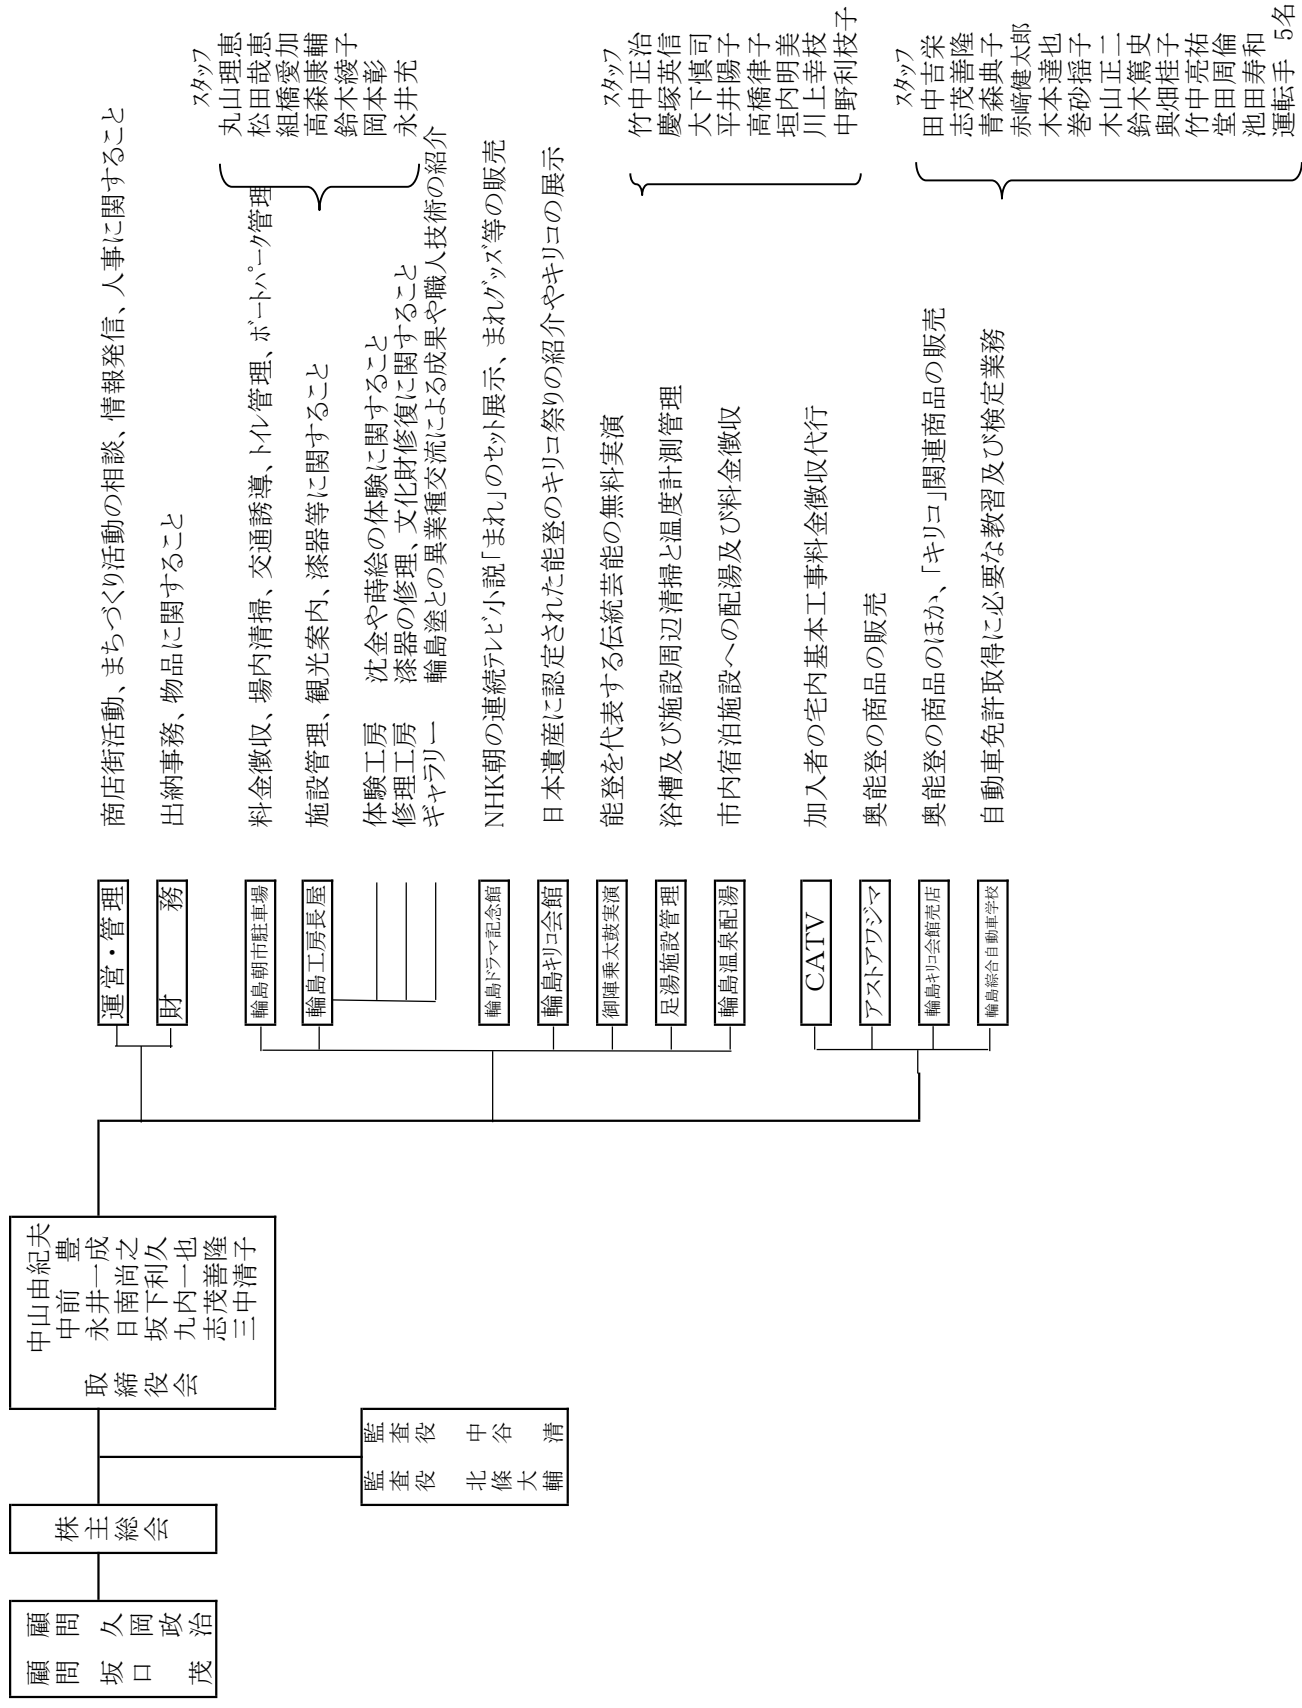 顧問 久岡政治
顧問 坂口 茂
株主総会
監査役 中谷 清
監査役 北條大輔
取締役会
中山由紀夫
中前 豊
永井一成
日南尚之
坂下利久
九内一也
志茂善隆
三中清子
運営・管理 商店街活動、まちづくり活動の相談、情報発信、人事に関すること
財 務 出納事務、物品に関すること
輪島朝市駐車場 料金徴収、場内清掃、交通誘導、トイレ管理、ボートパーク管理
輪島工房長屋 施設管理、観光案内、漆器等に関すること
体験工房 沈金や蒔絵の体験に関すること
修理工房 漆器の修理、文化財修復に関すること
ギャラリー 輪島塗との異業種交流による成果や職人技術の紹介
輪島ドラマ記念館 NHK朝の連続テレビ小説「まれ」のセット展示、まれグッズ等の販売
輪島キリコ会館 日本遺産に認定された能登のキリコ祭りの紹介やキリコの展示
御陣乗太鼓実演 能登を代表する伝統芸能の無料実演
足湯施設管理 浴槽及び施設周辺清掃と温度計測管理
輪島温泉配湯 市内宿泊施設への配湯及び料金徴収
CATV 加入者の宅内基本工事料金徴収代行
アストアワジマ 奥能登の商品の販売
輪島キリコ会館売店 奥能登の商品のほか、「キリコ」関連商品の販売
輪島綜合自動車学校 自動車免許取得に必要な教習及び検定業務
スタッフ
丸山理恵
松田哉恵
組橋愛加
高森康輔
鈴木綾子
岡本彰
永井充
スタッフ
竹中正治
慶塚英信
大下慎司
平井陽子
高橋律子
垣内明美
川上幸枝
中野利枝子
スタッフ
田中吉栄
志茂善隆
青森典子
赤﨑健太郎
木本達也
巻砂揺子
木山正二
鈴木篤史
與畑桂子
竹中亮祐
堂田周倫
池田寿和
運転手 5名